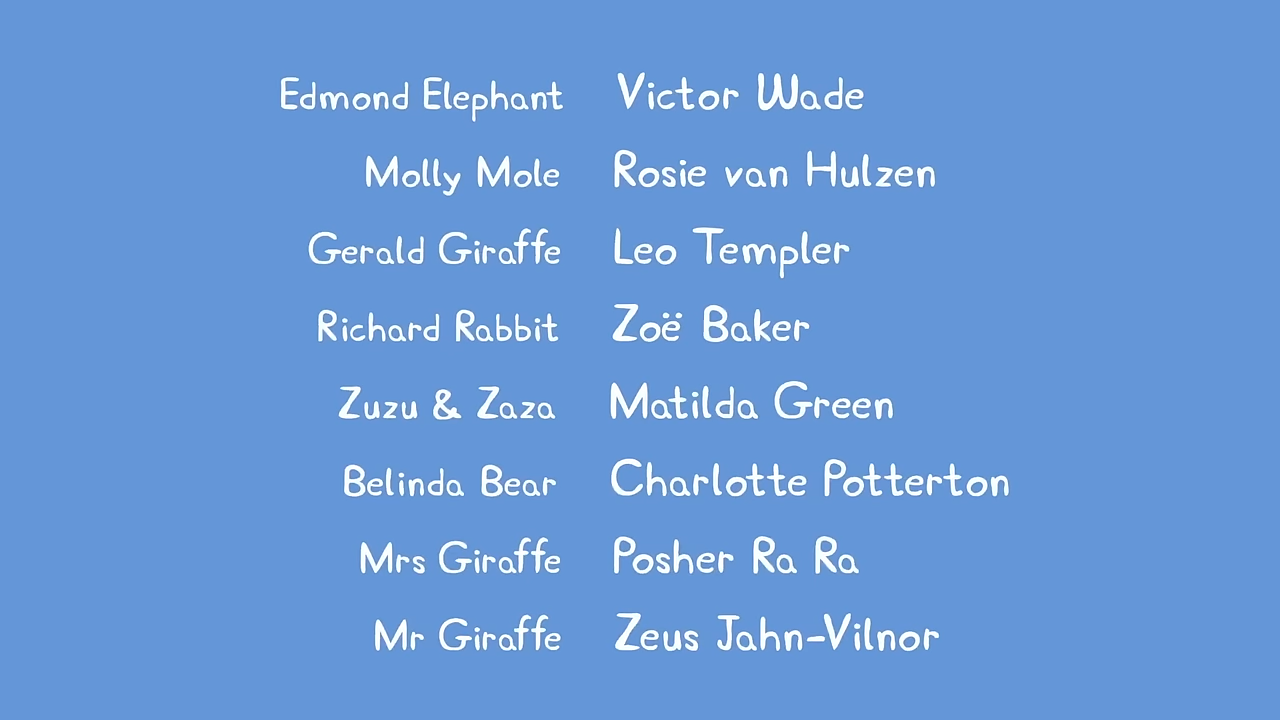 Edmond Elephant Victor Wade
Molly Mole Rosie van Hulzen
Gerald Giraffe Leo Templer
Richard Rabbit Zoë Baker
Zuzu & Zaza Matilda Green
Belinda Bear Charlotte Potterton
Mrs Giraffe Posher Ra Ra
Mr Giraffe Zeus Jahn-Vilnor